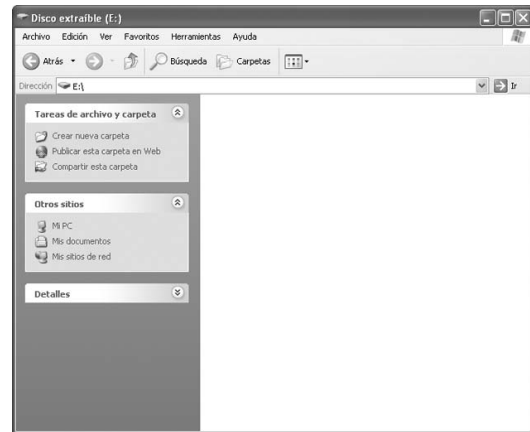 Disco extraíble (E:)
Archivo Edición Ver Favoritos Herramientas Ayuda
Atrás Búsqueda Carpetas
Dirección E:\ Ir
Tareas de archivo y carpeta
Crear nueva carpeta
Publicar esta carpeta en Web
Compartir esta carpeta
Otros sitios
Mi PC
Mis documentos
Mis sitios de red
Detalles